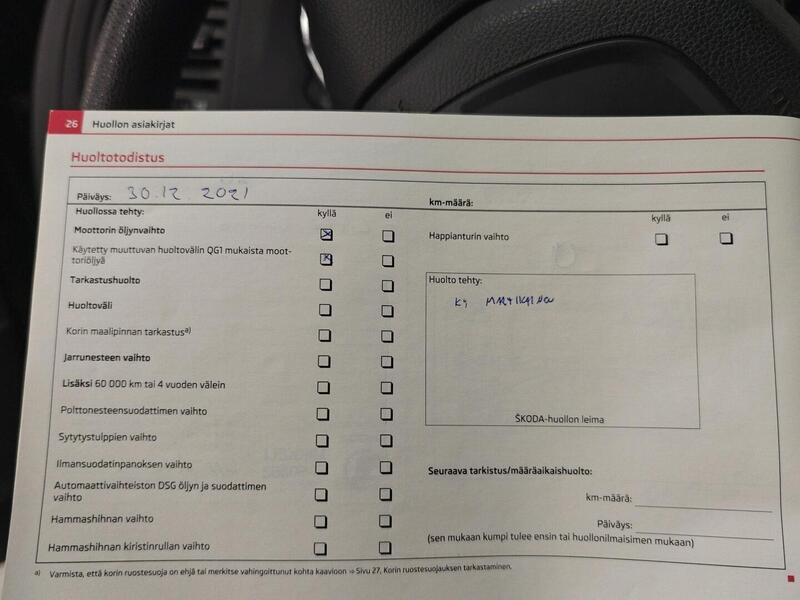 26 Huollon asiakirjat
Huoltotodistus
Päiväys: 30.12.2021 km-määrä:
Huollossa tehty: kyllä ei
Moottorin öljynvaihto
Käytetty muuttuvan huoltovälin QG1 mukaista moot-
toriöljyä
Tarkastushuolto
Huoltoväli
Korin maalipinnan tarkastusa)
Jarrunesteen vaihto
Lisäksi 60 000 km tai 4 vuoden välein
Polttonesteensuodattimen vaihto
Sytytystulppien vaihto
Ilmansuodatinpanoksen vaihto
Automaattivaihteiston DSG öljyn ja suodattimen
vaihto
Hammashihnan vaihto
Hammashihnan kiristinrullan vaihto
kyllä ei
Happianturin vaihto
Huolto tehty:
ŠKODA-huollon leima
Seuraava tarkistus/määräaikaishuolto:
km-määrä:
Päiväys:
(sen mukaan kumpi tulee ensin tai huollonilmaisimen mukaan)
a) Varmista, että korin ruostesuoja on ehjä tai merkitse vahingoittunut kohta kaavioon ⇒ Sivu 27, Korin ruostesuojauksen tarkastaminen.